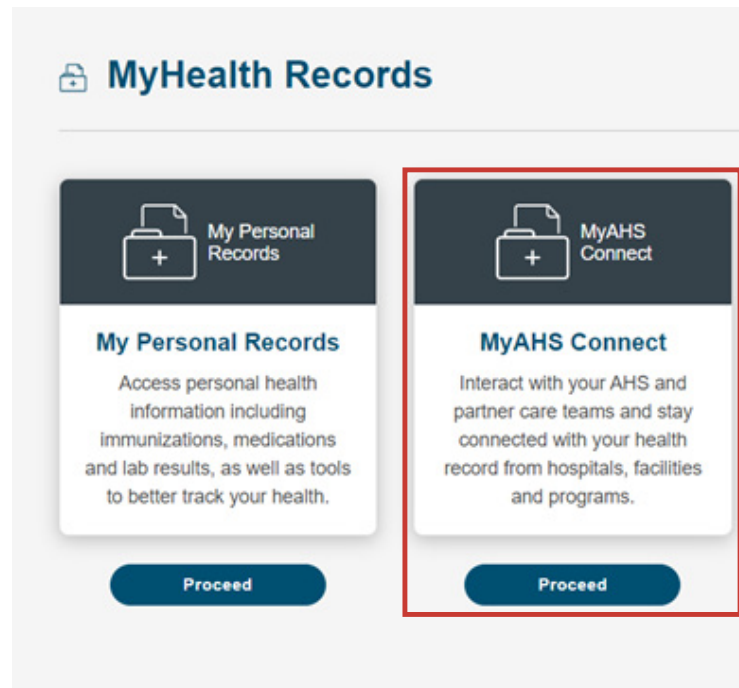 MyHealth Records
My Personal
Records
My Personal Records
Access personal health
information including
immunizations, medications
and lab results, as well as tools
to better track your health.
Proceed
MyAHS
Connect
MyAHS Connect
Interact with your AHS and
partner care teams and stay
connected with your health
record from hospitals, facilities
and programs.
Proceed